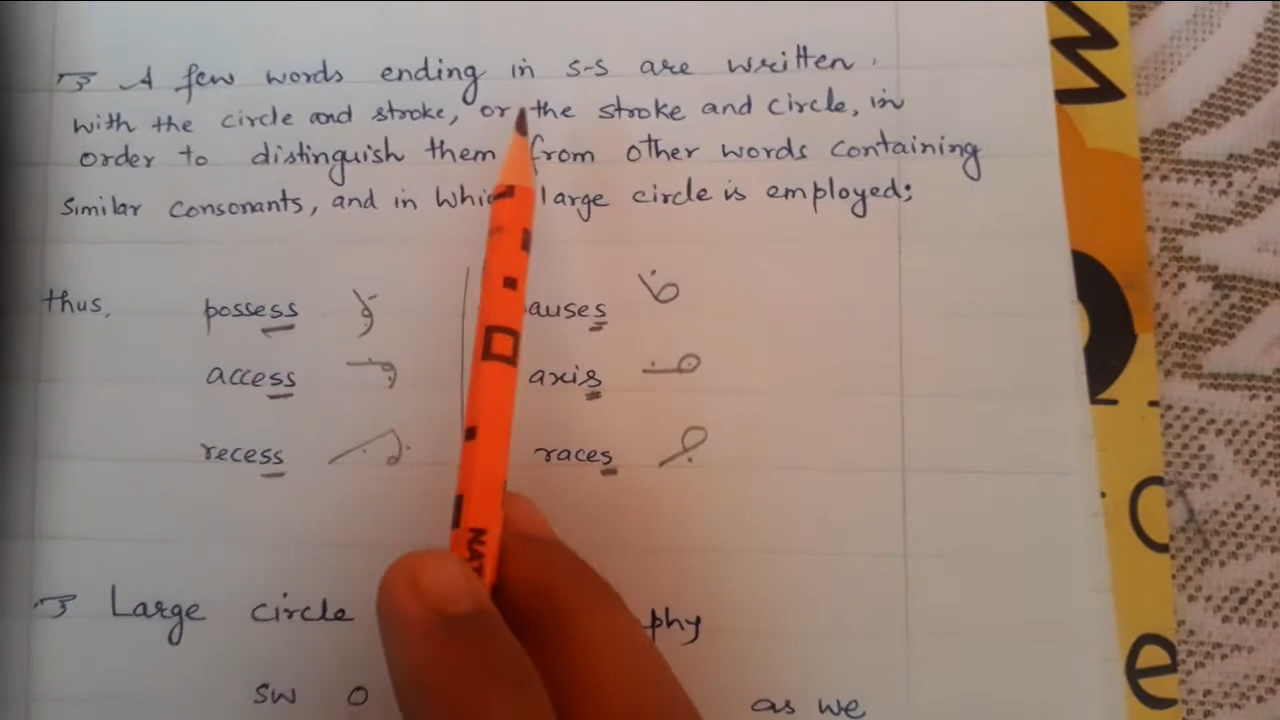 A few words ending in s-s are written
with the circle and stroke, or the stroke and circle, in
order to distinguish them from other words containing
similar consonants, and in large circle is employed;
thus, possess auses
access axis
recess races
Large circle phy
sw o as we
NAT
e